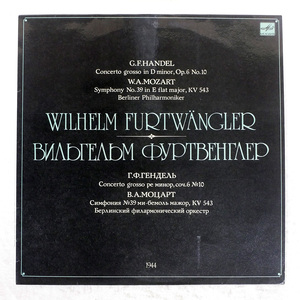 G.F.HANDEL
Concerto grosso in D minor, Op.6 No.10
W.A.MOZART
Symphony No.39 in E flat major, KV 543
Berliner Philharmoniker
WILHELM FURTWÄNGLER
ВИЛЬГЕЛЬМ ФУРТВЕНГЛЕР
Г.Ф.ГЕНДЕЛЬ
Concerto grosso ре минор, соч.6 №10
В.А.МОЦАРТ
Симфония №39 ми-бемоль мажор, KV 543
Берлинский филармонический оркестр
1944